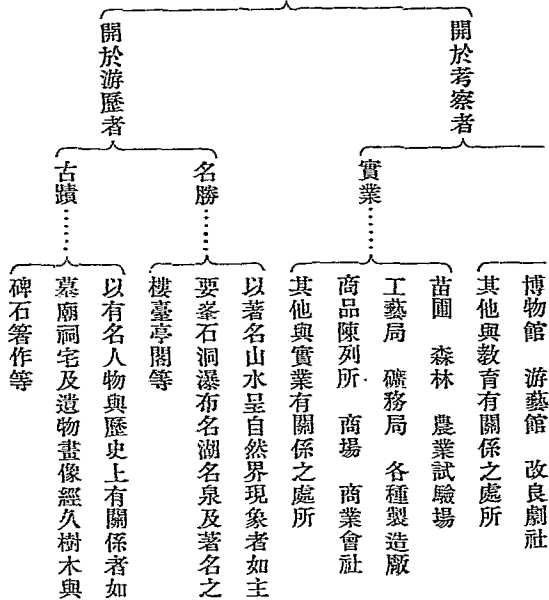 開於考察者
博物館 游藝館 改良劇社
其他與教育有關係之處所
實業……
苗圃 森林 農業試驗場
工藝局 礦務局 各種製造廠
商品陳列所 商場 商業會社
其他與實業有關係之處所
開於游歷者
名勝……
以著名山水呈自然界現象者如主
要峯石洞瀑布名湖名泉及著名之
樓臺亭閣等
古蹟……
以有名人物與歷史上有關係者如
墓廟祠宅及遺物畫像經久樹木與
碑石箸作等